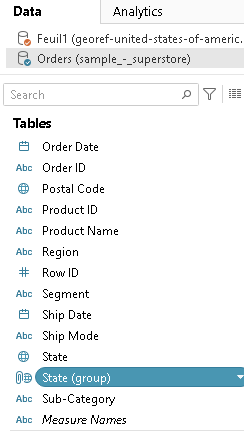 Data Analytics
Feuil1 (georef-united-states-of-americ...
Orders (sample_-_superstore)
Search
Tables
Order Date
Abc Order ID
Postal Code
Abc Product ID
Abc Product Name
Abc Region
# Row ID
Abc Segment
Ship Date
Abc Ship Mode
State
State (group)
Abc Sub-Category
Abc Measure Names